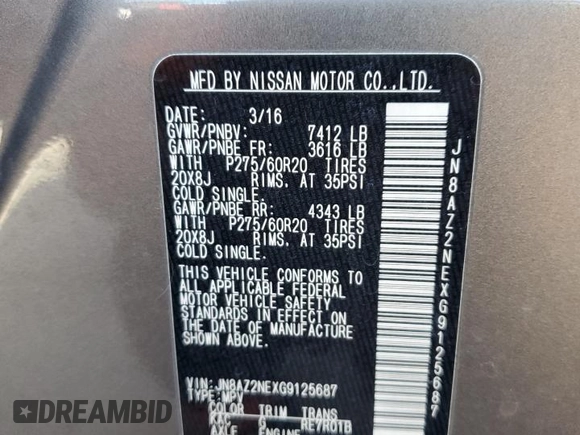 MFD BY NISSAN MOTOR CO.,LTD.
DATE: 3/16
GVWR/PNBV: 7412 LB
GAWR/PNBE FR: 3616 LB
WITH P275/60R20 TIRES
20X8J RIMS. AT 35PSI
COLD SINGLE.
GAWR/PNBE RR: 4343 LB
WITH P275/60R20 TIRES
20X8J RIMS. AT 35PSI
COLD SINGLE.
THIS VEHICLE CONFORMS TO
ALL APPLICABLE FEDERAL
MOTOR VEHICLE SAFETY
STANDARDS IN EFFECT ON
THE DATE OF MANUFACTURE
SHOWN ABOVE.
VIN: JN8AZ2NEXG9125687
TYPE: MPV
COLOR TRIM TRANS
KAC G RE7R01B
AXLE ENGINE
JN8AZ2NEXG9125687
DREAMBID